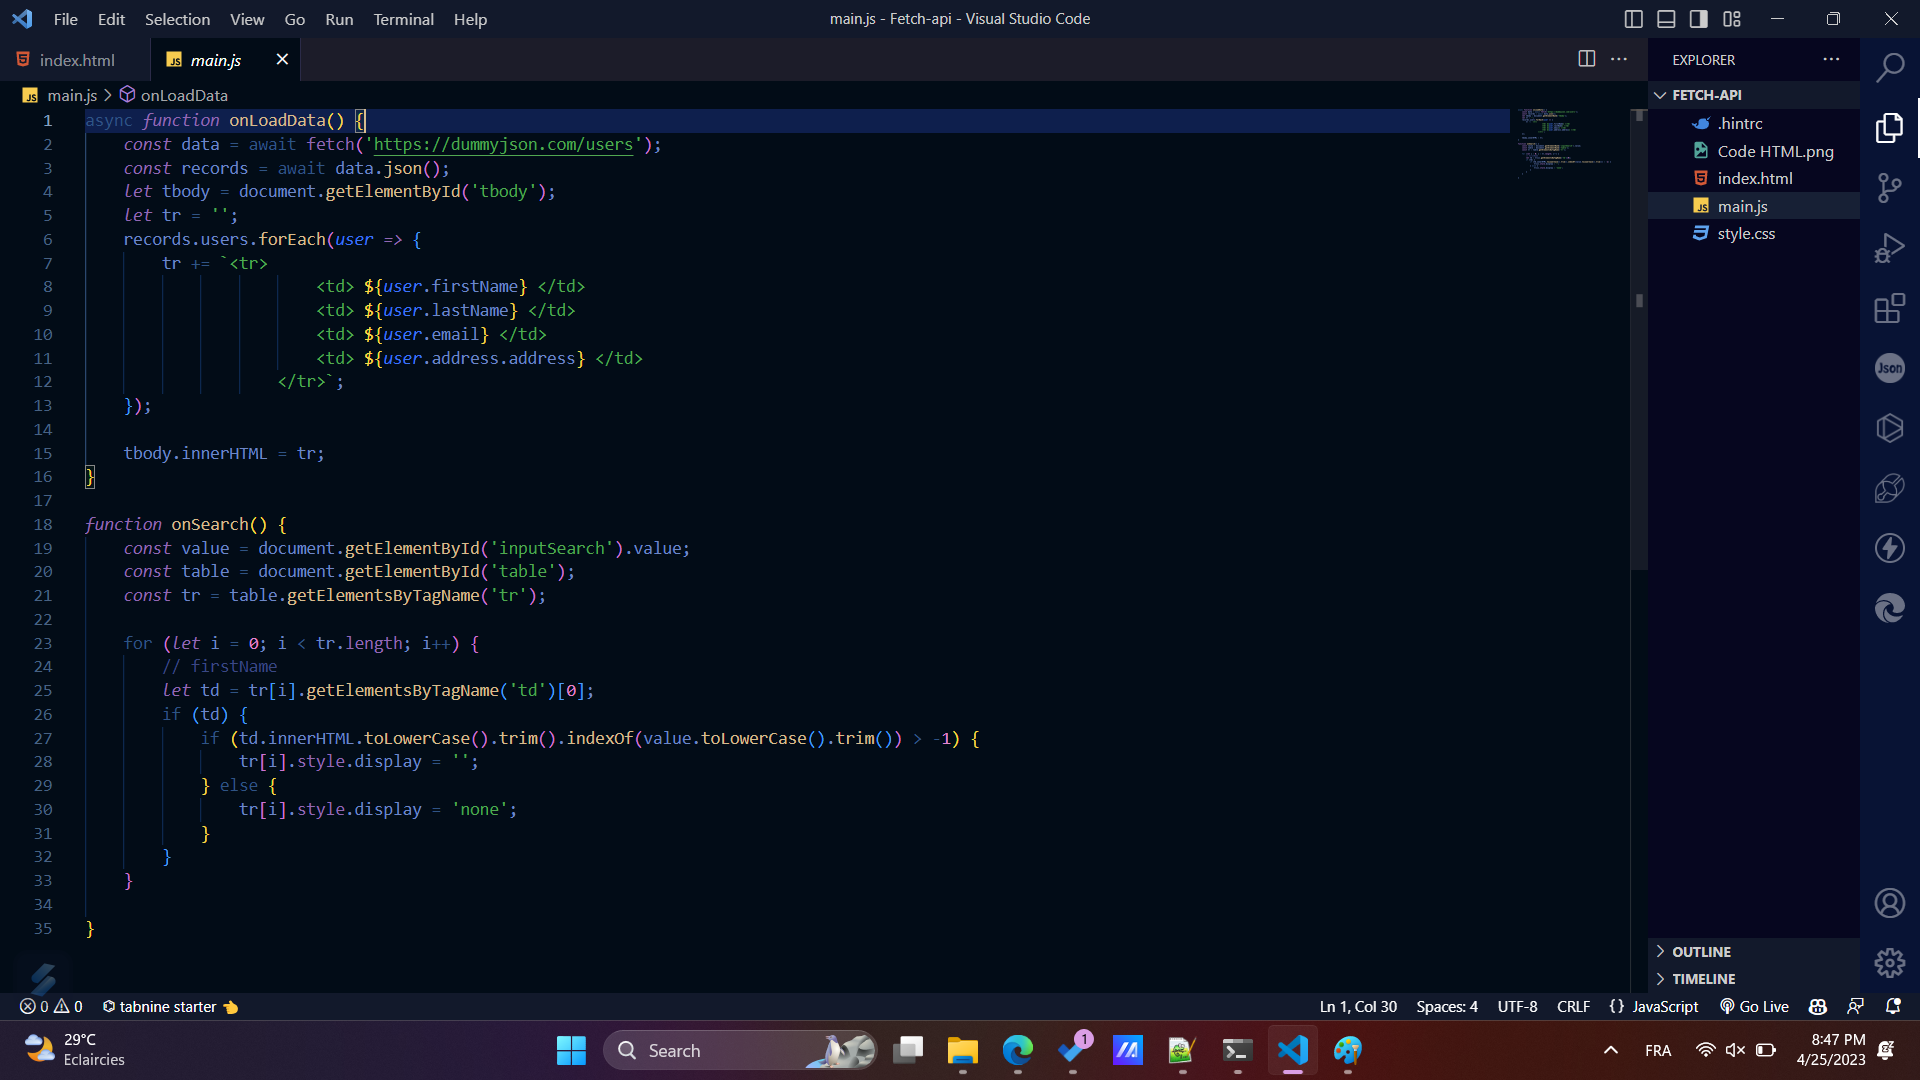 File Edit Selection View Go Run Terminal Help
main.js - Fetch-api - Visual Studio Code
index.html
JS main.js
EXPLORER
JS main.js > onLoadData
FETCH-API
.hintrc
Code HTML.png
index.html
JS main.js
style.css
1 async function onLoadData() {
2 const data = await fetch('https://dummyjson.com/users');
3 const records = await data.json();
4 let tbody = document.getElementById('tbody');
5 let tr = '';
6 records.users.forEach(user => {
7 tr += `<tr>
8 <td> ${user.firstName} </td>
9 <td> ${user.lastName} </td>
10 <td> ${user.email} </td>
11 <td> ${user.address.address} </td>
12 </tr>`;
13 });
14
15 tbody.innerHTML = tr;
16 }
17
18 function onSearch() {
19 const value = document.getElementById('inputSearch').value;
20 const table = document.getElementById('table');
21 const tr = table.getElementsByTagName('tr');
22
23 for (let i = 0; i < tr.length; i++) {
24 // firstName
25 let td = tr[i].getElementsByTagName('td')[0];
26 if (td) {
27 if (td.innerHTML.toLowerCase().trim().indexOf(value.toLowerCase().trim()) > -1) {
28 tr[i].style.display = '';
29 } else {
30 tr[i].style.display = 'none';
31 }
32 }
33 }
34
35 }
Json
OUTLINE
TIMELINE
0 0 tabnine starter
Ln 1, Col 30 Spaces: 4 UTF-8 CRLF {} JavaScript Go Live
29°C
Eclaircies
Search
1
FRA
8:47 PM
4/25/2023